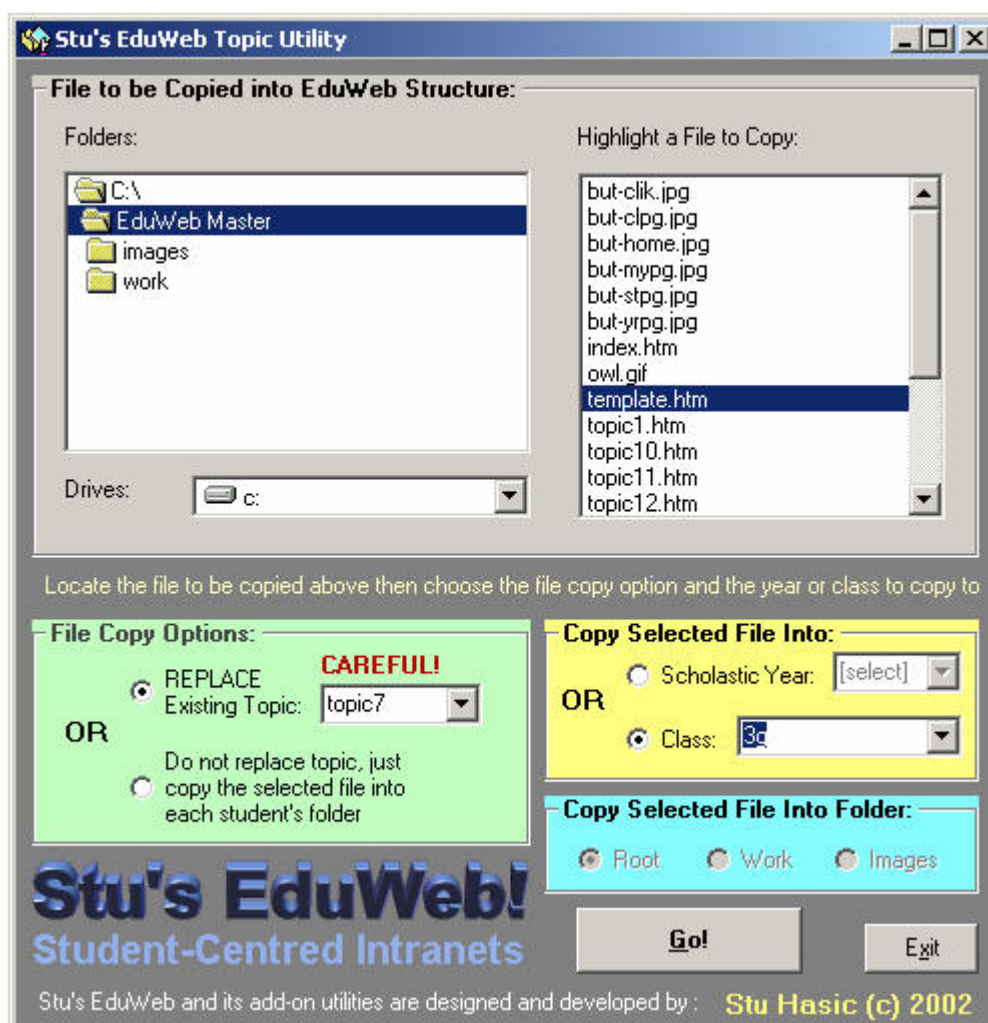 Stu's EduWeb Topic Utility
File to be Copied into EduWeb Structure:
Folders:
C:\
EduWeb Master
images
work
Drives:
c:
Highlight a File to Copy:
but-clik.jpg
but-clpg.jpg
but-home.jpg
but-mypg.jpg
but-stpg.jpg
but-yrpg.jpg
index.htm
owl.gif
template.htm
topic1.htm
topic10.htm
topic11.htm
topic12.htm
Locate the file to be copied above then choose the file copy option and the year or class to copy to
File Copy Options:
CAREFUL!
REPLACE
Existing Topic:
topic7
OR
Do not replace topic, just
copy the selected file into
each student's folder
Copy Selected File Into:
Scholastic Year:
[select]
OR
Class:
Copy Selected File Into Folder:
Root Work Images
Stu's EduWeb!
Student-Centred Intranets
Go!
Exit
Stu's EduWeb and its add-on utilities are designed and developed by : Stu Hasic (c) 2002